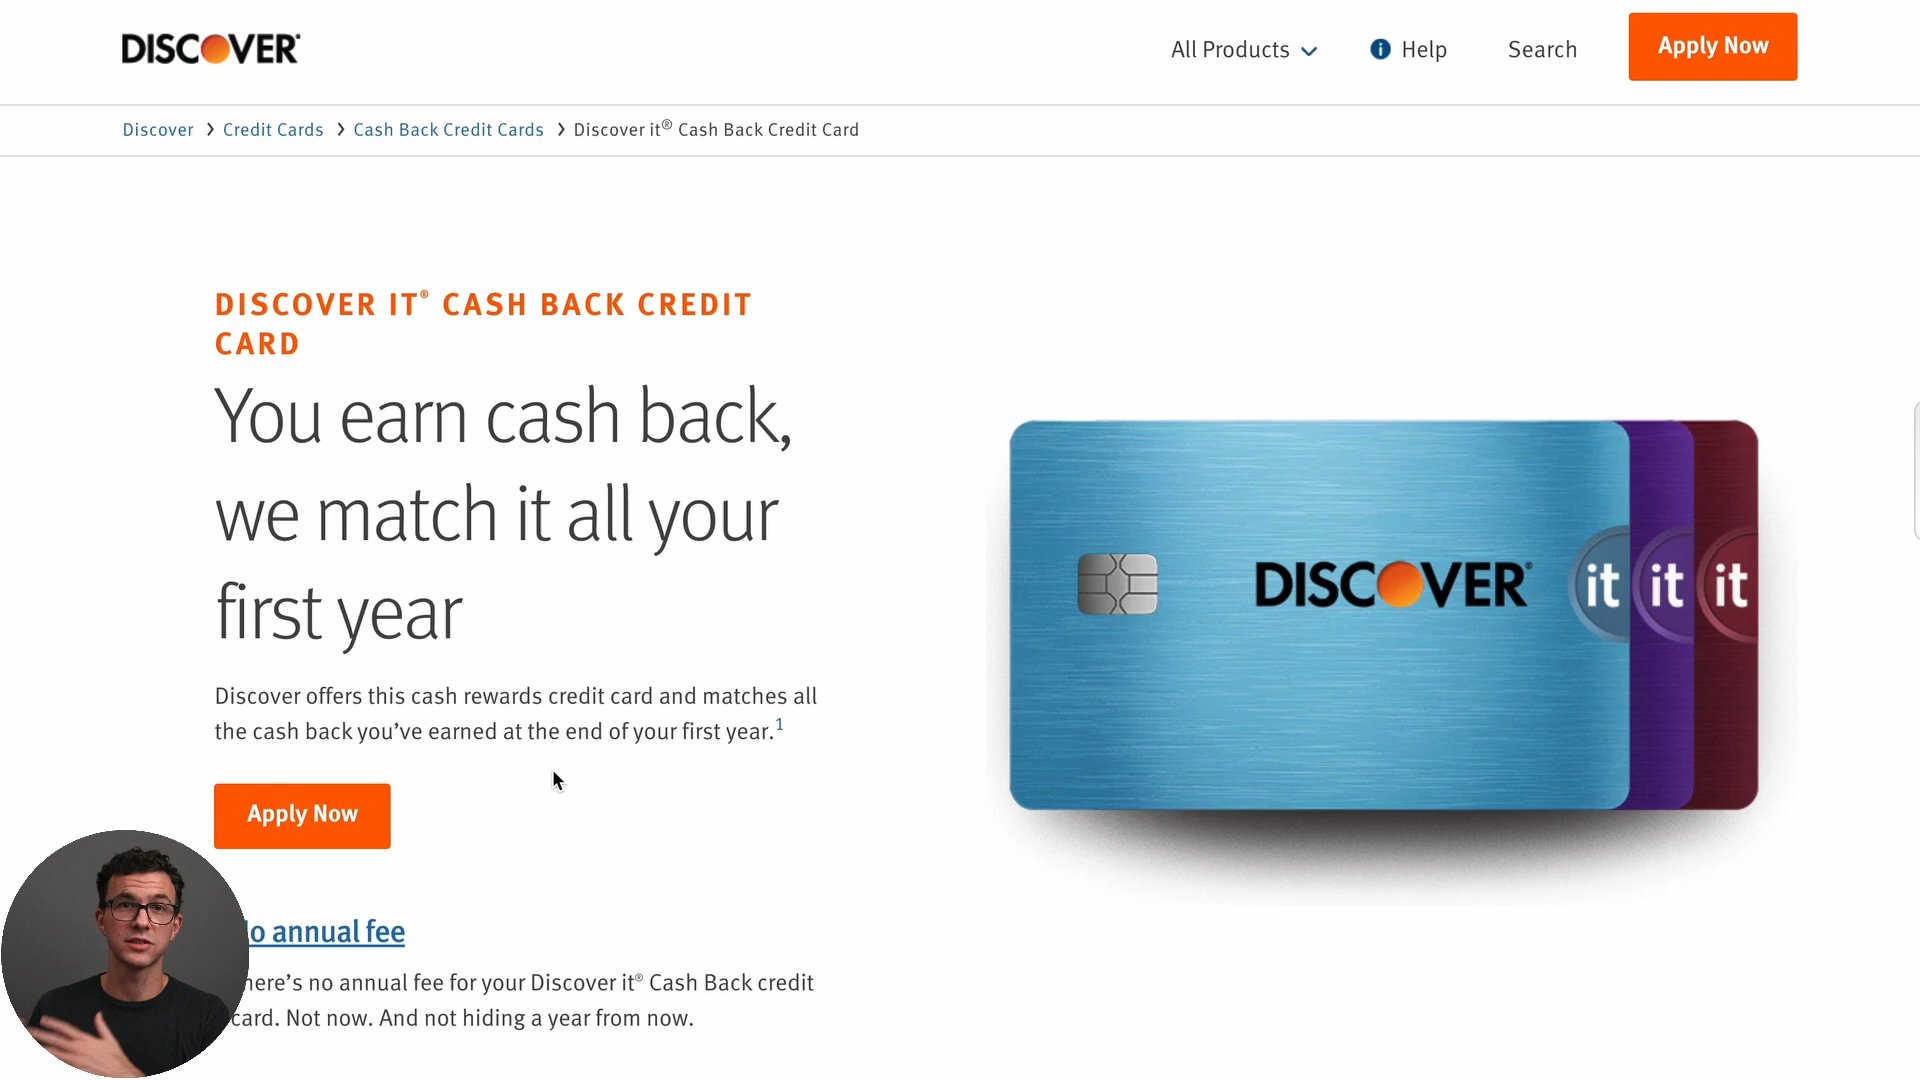 DISCOVER
All Products
Help
Search
Apply Now
Discover > Credit Cards > Cash Back Credit Cards > Discover it® Cash Back Credit Card
DISCOVER IT® CASH BACK CREDIT
CARD
You earn cash back,
we match it all your
first year
Discover offers this cash rewards credit card and matches all
the cash back you’ve earned at the end of your first year.1
Apply Now
DISCOVER it it it
annual fee
no annual fee for your Discover it® Cash Back credit
card. Not now. And not hiding a year from now.